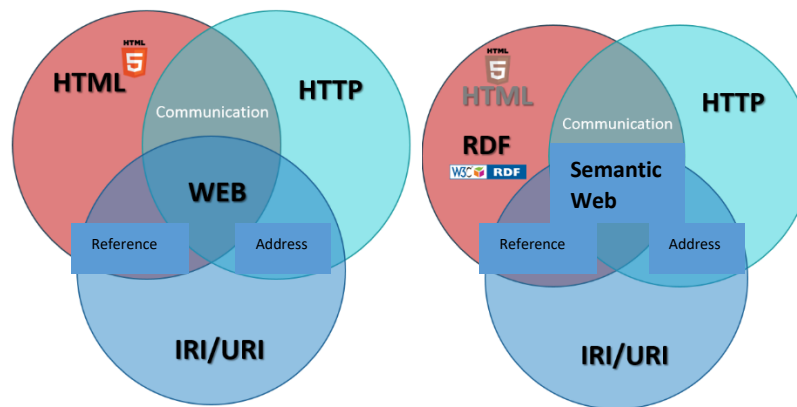 HTML
5
HTML
HTTP
Communication
WEB
Reference
Address
IRI/URI
HTML
5
HTML
HTTP
Communication
RDF
W3C RDF
Semantic
Web
Reference
Address
IRI/URI